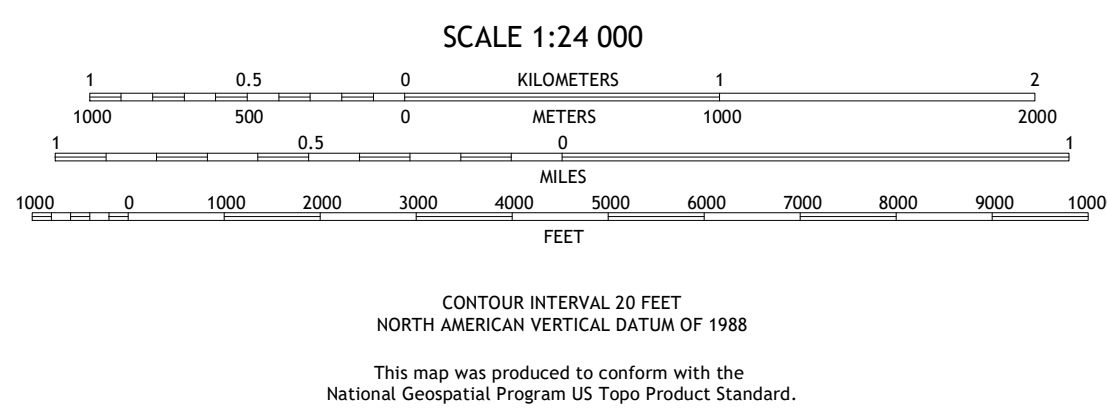 SCALE 1:24 000
1 0.5 0 KILOMETERS 1 2
1000 500 0 METERS 1000 2000
1 0.5 0 1
MILES
1000 0 1000 2000 3000 4000 5000 6000 7000 8000 9000 1000
FEET
CONTOUR INTERVAL 20 FEET
NORTH AMERICAN VERTICAL DATUM OF 1988
This map was produced to conform with the
National Geospatial Program US Topo Product Standard.